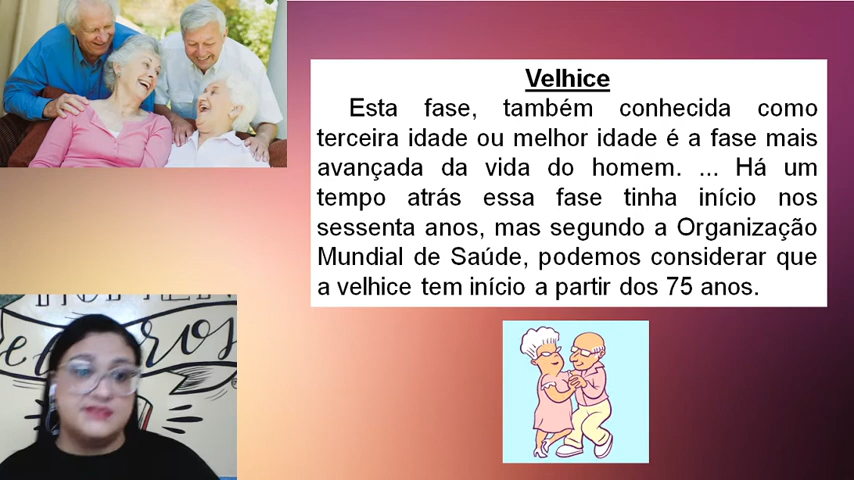 Velhice
Esta fase, também conhecida como
terceira idade ou melhor idade é a fase mais
avançada da vida do homem. ... Há um
tempo atrás essa fase tinha início nos
sessenta anos, mas segundo a Organização
Mundial de Saúde, podemos considerar que
a velhice tem início a partir dos 75 anos.